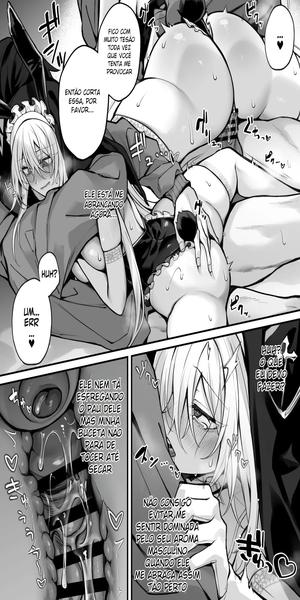 FICO COM
MUITO TESÃO
TODA VEZ
QUE VOCÊ
TENTA ME
PROVOCAR
ENTÃO CORTA
ESSA, POR
FAVOR...
...
ELE ESTÁ ME
ABRANGANDO
AGORA
HUH?
UM...
ERR
HUH?
O QUE
EU DEVO
FAZER?
ELE NEM TÁ
ESFREGANDO
O PAU DELE
MAS MINHA
BUCETA NÃO
PARA DE
TOCER ATÉ
SECAR
NÃO CONSIGO
EVITAR, ME
SENTIR DOMINADA
PELO SEU AROMA
MASCULINO
QUANDO ELE
ME ABRAÇA ASSIM
TÃO PERTO